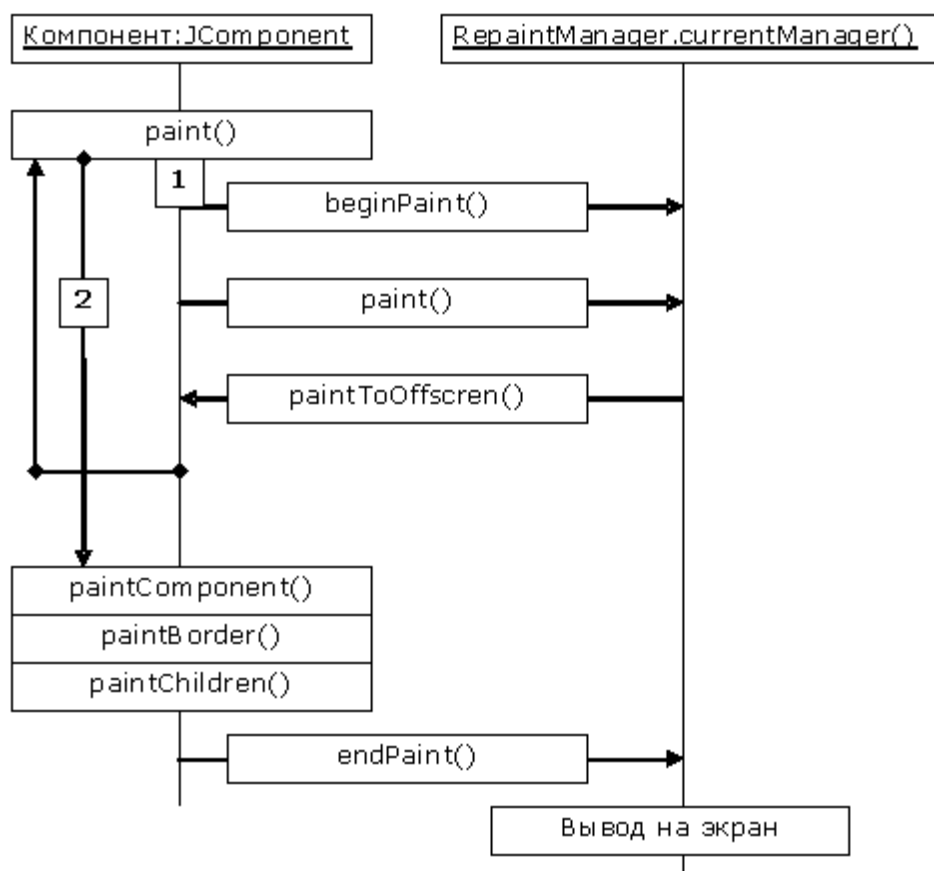 Компонент:JComponent
RepaintManager.currentManager()
paint()
1
beginPaint()
2
paint()
paintToOffscren()
paintComponent()
paintBorder()
paintChildren()
endPaint()
Вывод на экран